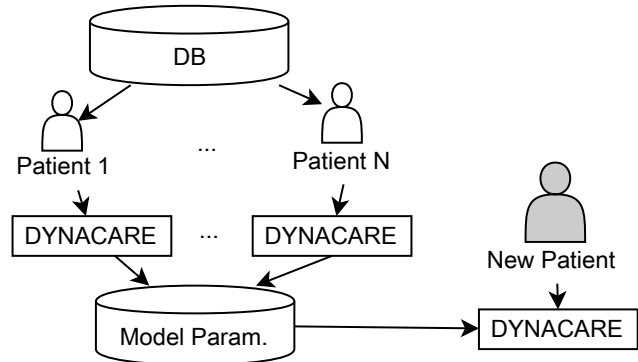 DB
Patient 1
...
Patient N
DYNACARE
...
DYNACARE
New Patient
Model Param.
DYNACARE